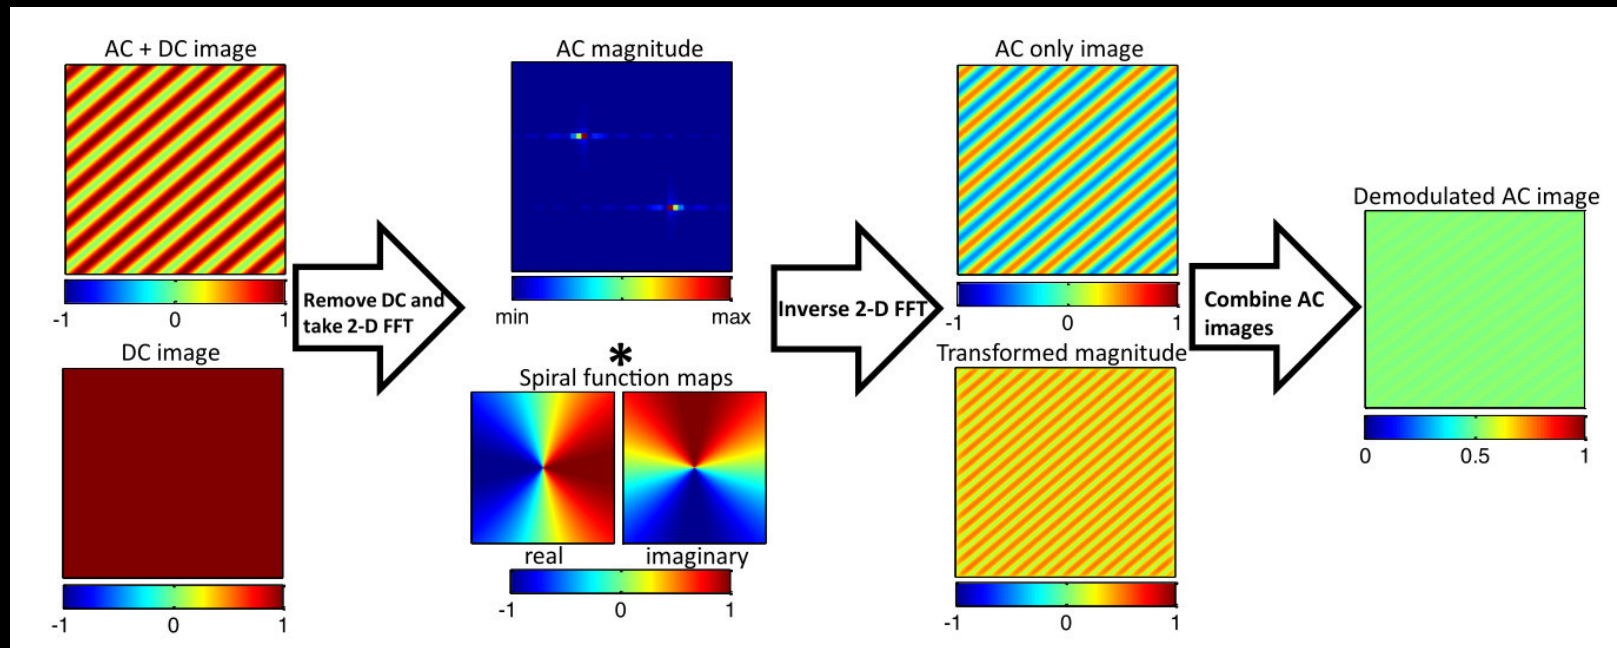 AC + DC image
-1 0 1
DC image
-1 0 1
Remove DC and
take 2-D FFT
AC magnitude
min max
*
Spiral function maps
real imaginary
-1 0 1
Inverse 2-D FFT
AC only image
-1 0 1
Transformed magnitude
-1 0 1
Combine AC
images
Demodulated AC image
0 0.5 1